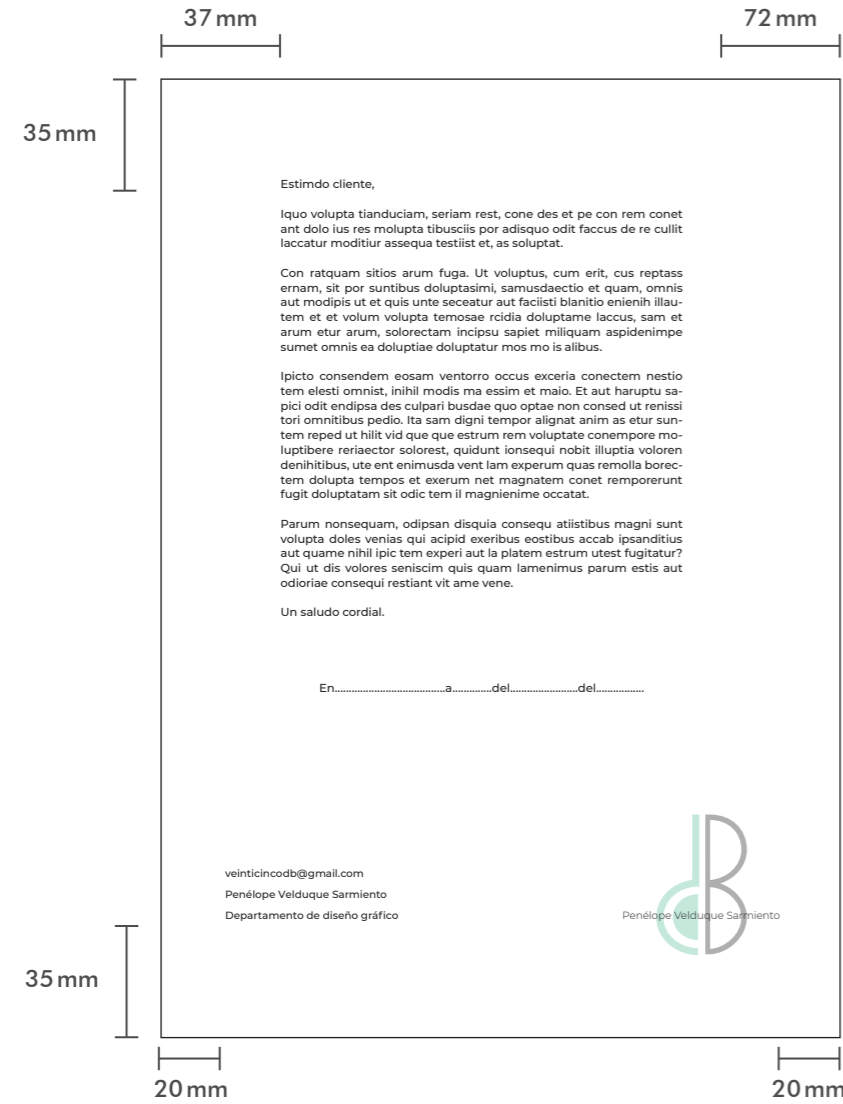 37 mm
72 mm
35 mm
Estimdo cliente,
Iquo volupta tianduciam, seriam rest, cone des et pe con rem conet
ant dolo ius res molupta tibusciis por adisquo odit faccus de re cullit
laccatur moditiur assequa testiist et, as soluptat.
Con ratquam sitios arum fuga. Ut voluptus, cum erit, cus reptass
ernam, sit por suntibus doluptasimi, samusdaectio et quam, omnis
aut modipis ut et quis unte seceatur aut faciisti blanitio enienih illau-
tem et et volum volupta temosae rcidia doluptame laccus, sam et
arum etur arum, solorectam incipsu sapiet miliquam aspidenimpe
sumet omnis ea doluptiae doluptatur mos mo is alibus.
Ipicto consendem eosam ventorro occus exceria conectem nestio
tem elesti omnist, inihil modis ma essim et maio. Et aut haruptu sa-
pici odit endipsa des culpari busdae quo optae non consed ut renissi
tori omnitibus pedio. Ita sam digni tempor alignat anim as etur sun-
tem reped ut hilit vid que que estrum rem voluptate conempore mo-
luptibere reriaector solorest, quidunt ionsequi nobit illuptia voloren
denihitibus, ute ent enimusda vent lam experum quas remolla borec-
tem dolupta tempos et exerum net magnatem conet remporerunt
fugit doluptatam sit odic tem il magnienime occatat.
Parum nonsequam, odipsan disquia consequ atiistibus magni sunt
volupta doles venias qui acipid exeribus eostibus accab ipsanditius
aut quame nihil ipic tem experi aut la platem estrum utest fugitatur?
Qui ut dis volores seniscim quis quam lamenimus parum estis aut
odioriae consequi restiant vit ame vene.
Un saludo cordial.
En.......................................a..............del........................del.................
dB
veinticincodb@gmail.com
Penélope Velduque Sarmiento
Departamento de diseño gráfico
Penélope Velduque Sarmiento
35 mm
20 mm
20 mm